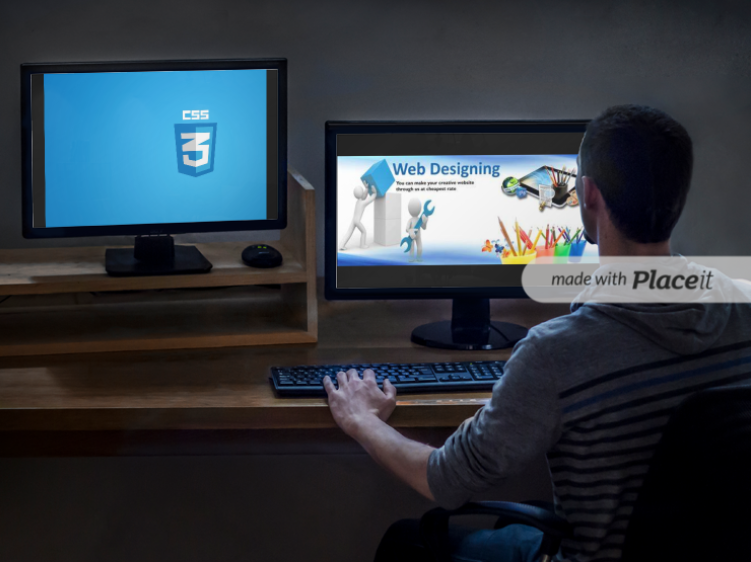 CSS
3
Web Designing
You can make your creative website
through us at cheapest rate.
made with Placeit